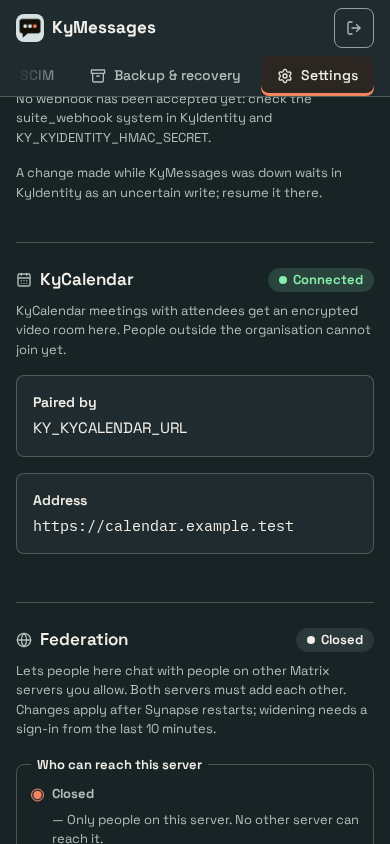 KyMessages
SCIM
Backup & recovery
Settings
No webhook has been accepted yet: check the
suite_webhook system in KyIdentity and
KY_KYIDENTITY_HMAC_SECRET.
A change made while KyMessages was down waits in
KyIdentity as an uncertain write; resume it there.
KyCalendar
Connected
KyCalendar meetings with attendees get an encrypted
video room here. People outside the organisation cannot
join yet.
Paired by
KY_KYCALENDAR_URL
Address
https://calendar.example.test
Federation
Closed
Lets people here chat with people on other Matrix
servers you allow. Both servers must add each other.
Changes apply after Synapse restarts; widening needs a
sign-in from the last 10 minutes.
Who can reach this server
Closed
— Only people on this server. No other server can
reach it.